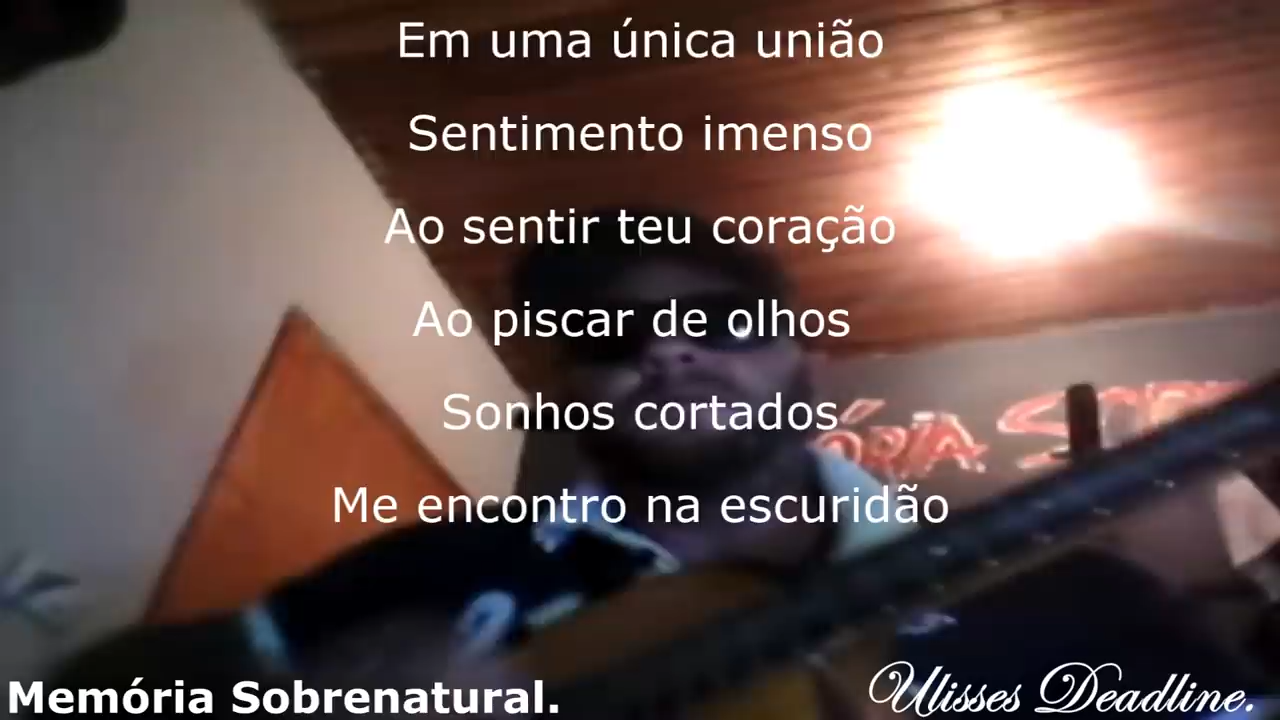 Em uma única união
Sentimento imenso
Ao sentir teu coração
Ao piscar de olhos
Sonhos cortados
Me encontro na escuridão
Memória Sobrenatural.
Ulisses Deadline.